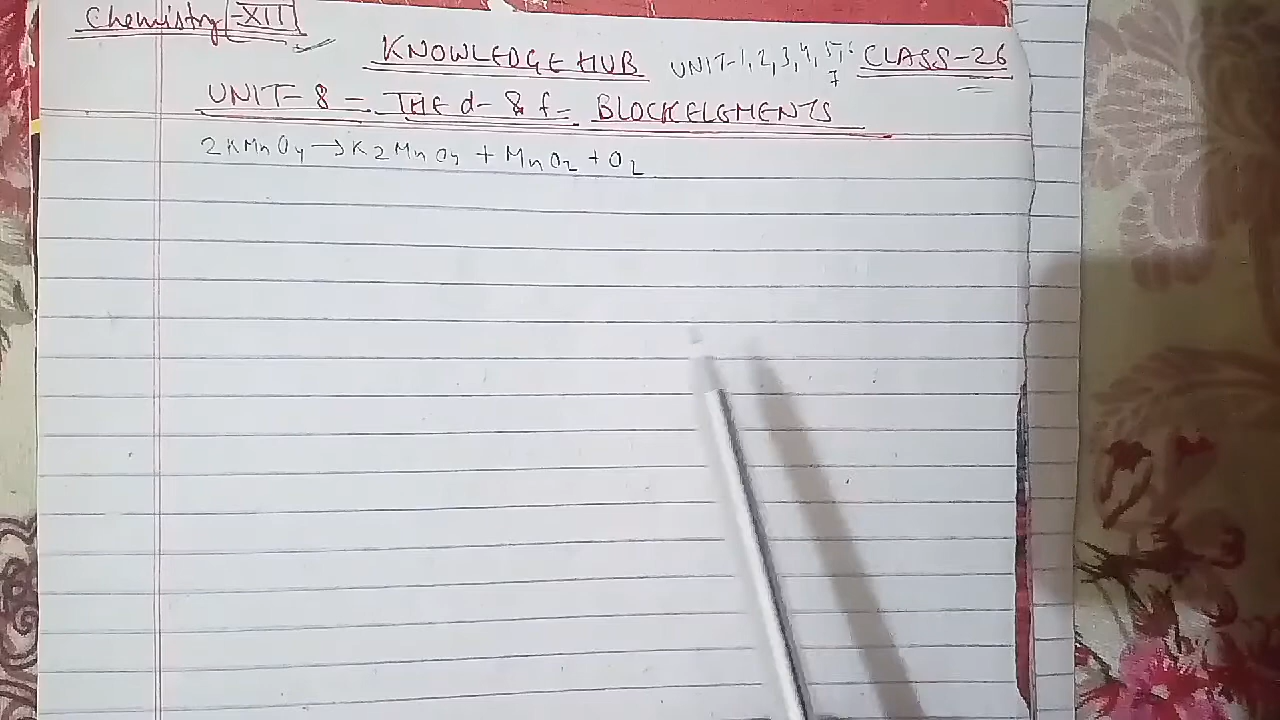 Chemistry-XII
KNOWLEDGE HUB UNIT-1,2,3,4,5,6 CLASS-26
7
UNIT-8 = THE d- & f= BLOCK ELEMENTS
2KMnO4 → K2MnO4 + MnO2 + O2